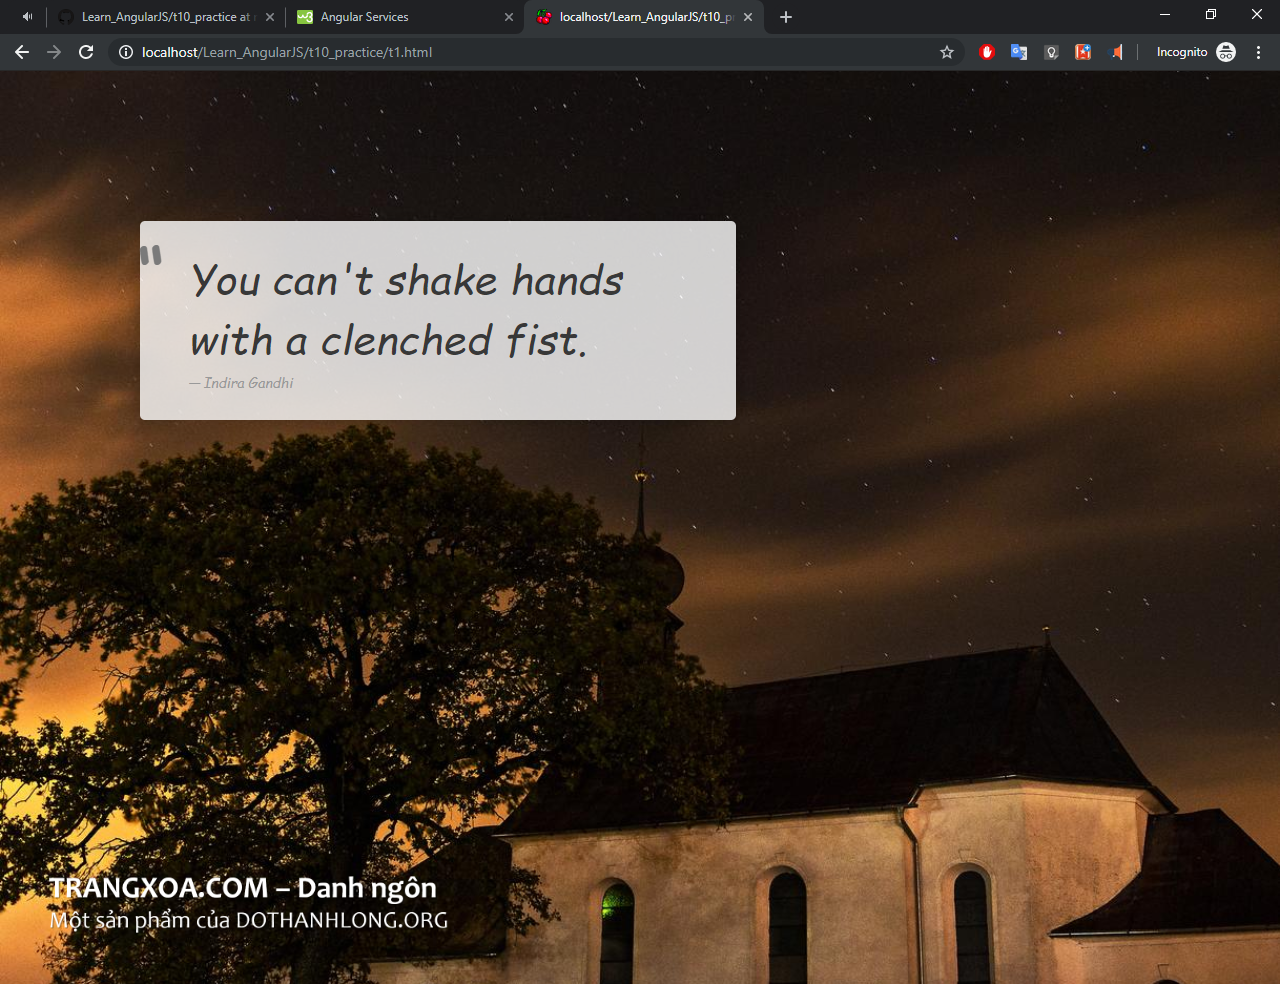 Learn_AngularJS/t10_practice at
Angular Services
localhost/Learn_AngularJS/t10_p
localhost/Learn_AngularJS/t10_practice/t1.html
Incognito
"
You can't shake hands
with a clenched fist.
— Indira Gandhi
TRANGXOA.COM – Danh ngôn
Một sản phẩm của DOTHANHLONG.ORG